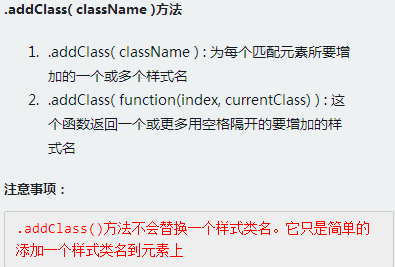 .addClass( className )方法
1. .addClass( className ) : 为每个匹配元素所要增
加的一个或多个样式名
2. .addClass( function(index, currentClass) ) : 这
个函数返回一个或更多用空格隔开的要增加的样
式名
注意事项：
.addClass()方法不会替换一个样式类名。它只是简单的
添加一个样式类名到元素上